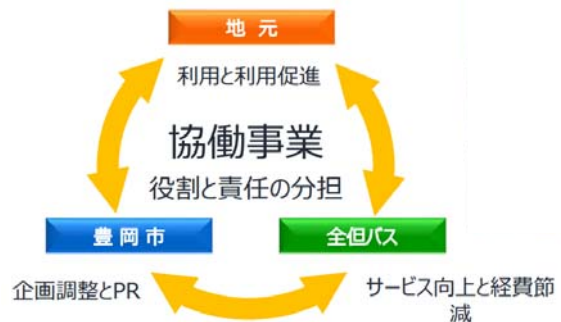 地 元
利用と利用促進
協働事業
役割と責任の分担
豊岡市
全但バス
企画調整とPR
サービス向上と経費節
減